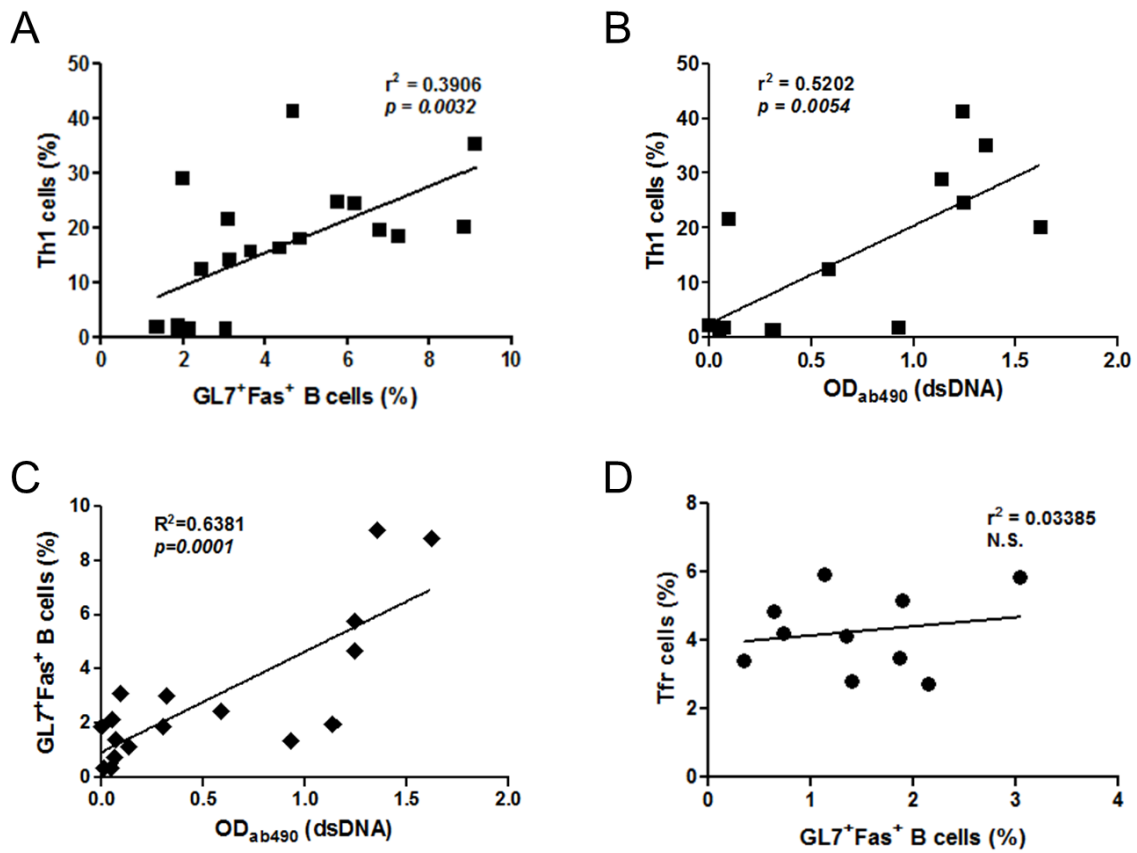 A
r² = 0.3906
p = 0.0032
50
40
30
20
10
0
Th1 cells (%)
0 2 4 6 8 10
GL7⁺Fas⁺ B cells (%)
B
r² = 0.5202
p = 0.0054
50
40
30
20
10
0
Th1 cells (%)
0.0 0.5 1.0 1.5 2.0
ODab490 (dsDNA)
C
R²=0.6381
p=0.0001
10
8
6
4
2
0
GL7⁺Fas⁺ B cells (%)
0.0 0.5 1.0 1.5 2.0
ODab490 (dsDNA)
D
r² = 0.03385
N.S.
8
6
4
2
0
Tfr cells (%)
0 1 2 3 4
GL7⁺Fas⁺ B cells (%)